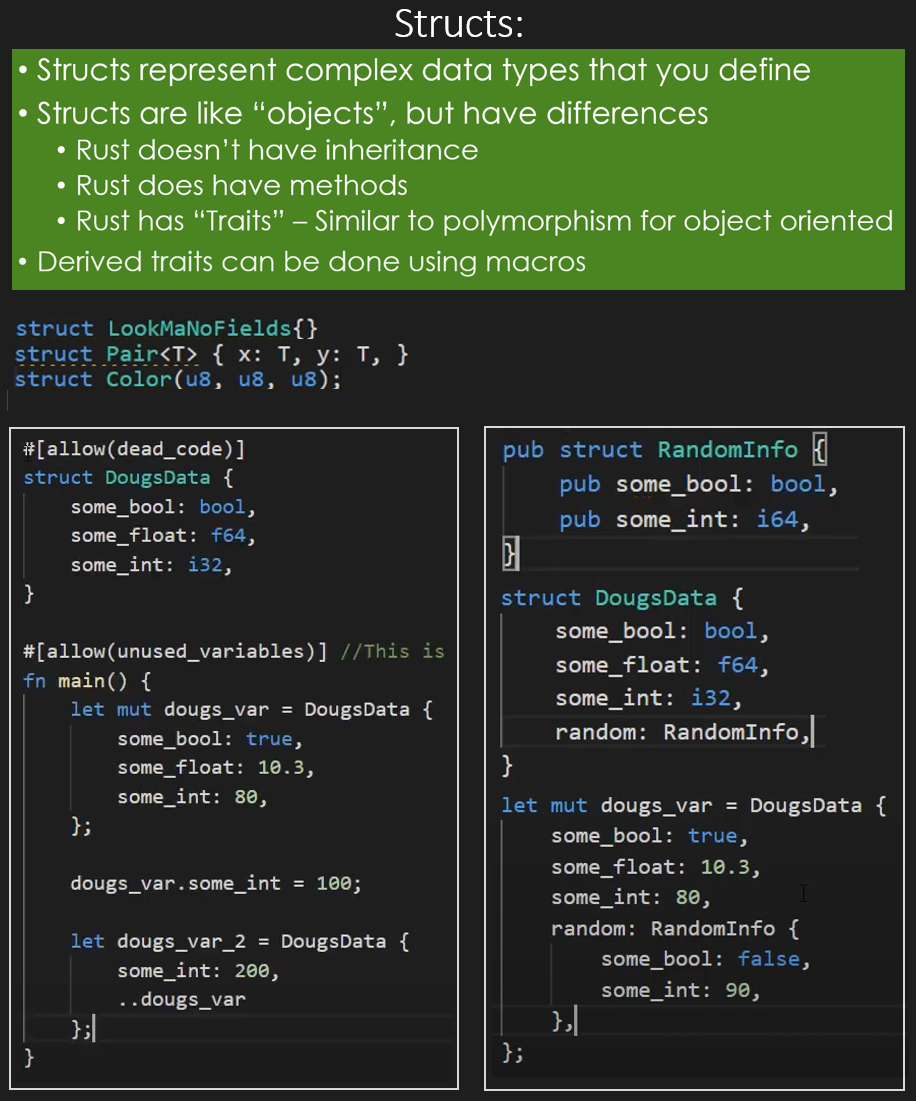 Structs:
• Structs represent complex data types that you define
• Structs are like “objects”, but have differences
• Rust doesn’t have inheritance
• Rust does have methods
• Rust has “Traits” – Similar to polymorphism for object oriented
• Derived traits can be done using macros
struct LookMaNoFields{}
struct Pair<T> { x: T, y: T, }
struct Color(u8, u8, u8);
#[allow(dead_code)]
struct DougsData {
    some_bool: bool,
    some_float: f64,
    some_int: i32,
}
#[allow(unused_variables)] //This is
fn main() {
    let mut dougs_var = DougsData {
        some_bool: true,
        some_float: 10.3,
        some_int: 80,
    };
    dougs_var.some_int = 100;
    let dougs_var_2 = DougsData {
        some_int: 200,
        ..dougs_var
    };
}
pub struct RandomInfo {
    pub some_bool: bool,
    pub some_int: i64,
}
struct DougsData {
    some_bool: bool,
    some_float: f64,
    some_int: i32,
    random: RandomInfo,
}
let mut dougs_var = DougsData {
    some_bool: true,
    some_float: 10.3,
    some_int: 80,
    random: RandomInfo {
        some_bool: false,
        some_int: 90,
    },
};